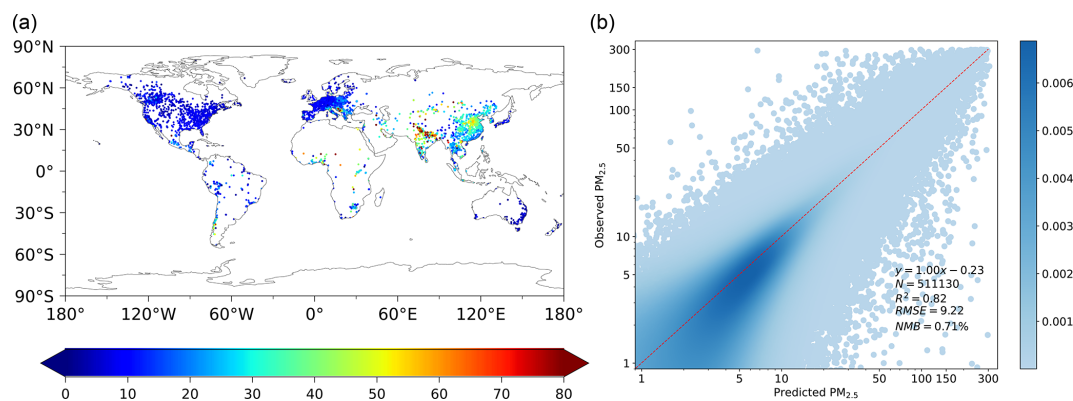 (a)
90°N
60°N
30°N
0°
30°S
60°S
90°S
180° 120°W 60°W 0° 60°E 120°E 180°
0 10 20 30 40 50 60 70 80
(b)
300
150
100
50
10
5
1
Observed PM2.5
y = 1.00x − 0.23
N = 511130
R² = 0.82
RMSE = 9.22
NMB = 0.71%
1 5 10 50 100 150 300
Predicted PM2.5
0.006
0.005
0.004
0.003
0.002
0.001